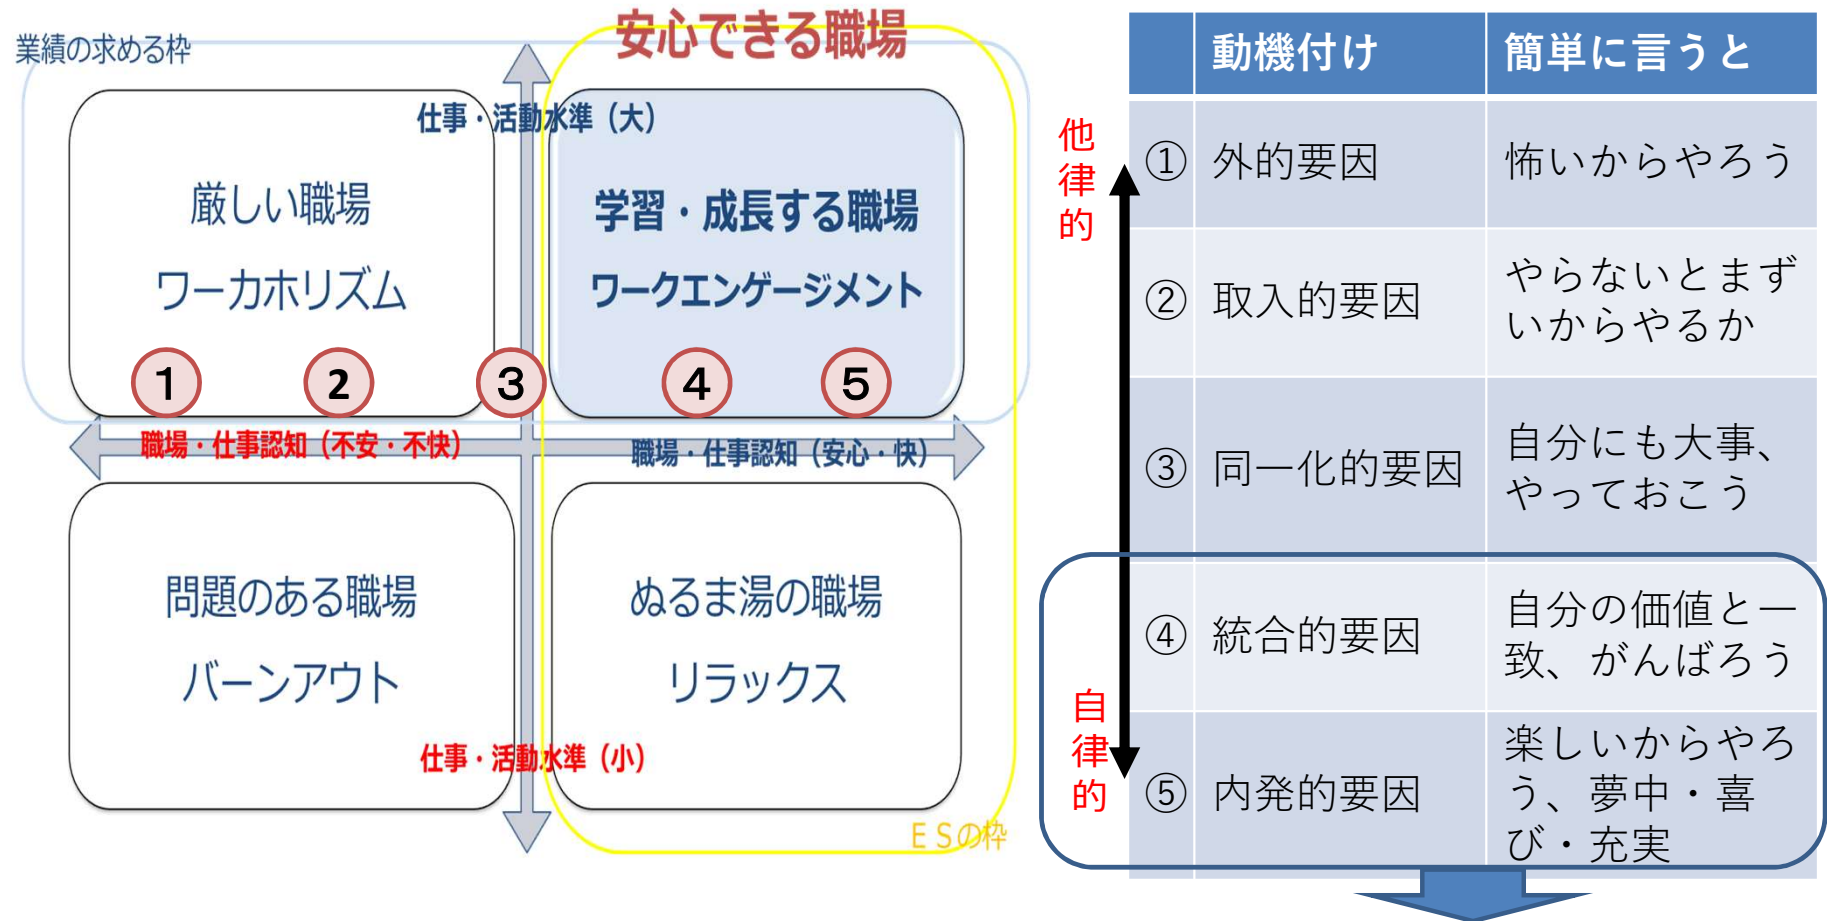 業績の求める枠
安心できる職場
仕事・活動水準（大）
厳しい職場
ワーカホリズム
学習・成長する職場
ワークエンゲージメント
1
2
3
4
5
職場・仕事認知（不安・不快）
職場・仕事認知（安心・快）
問題のある職場
バーンアウト
ぬるま湯の職場
リラックス
仕事・活動水準（小）
ＥＳの枠
動機付け
簡単に言うと
他律的
① 外的要因
怖いからやろう
② 取入的要因
やらないとまず
いからやるか
③ 同一化的要因
自分にも大事、
やっておこう
④ 統合的要因
自分の価値と一
致、がんばろう
自律的
⑤ 内発的要因
楽しいからやろ
う、夢中・喜
び・充実